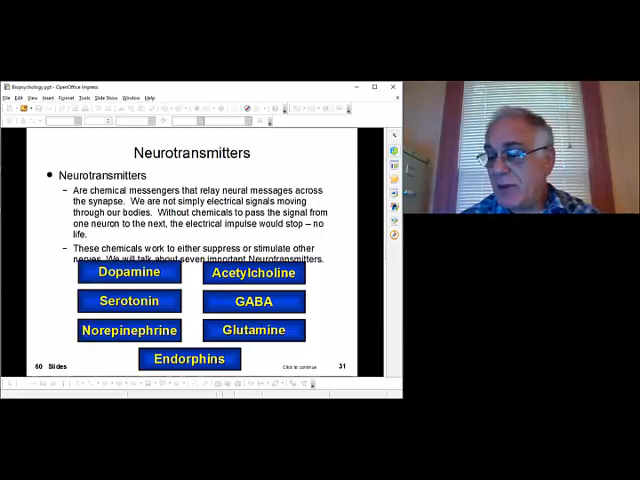 Biopsychology.ppt - OpenOffice Impress
File Edit View Insert Format Tools Slide Show Window Help
Neurotransmitters
Neurotransmitters
– Are chemical messengers that relay neural messages across
the synapse. We are not simply electrical signals moving
through our bodies. Without chemicals to pass the signal from
one neuron to the next, the electrical impulse would stop – no
life.
– These chemicals work to either suppress or stimulate other
nerves. We will talk about seven important Neurotransmitters.
Dopamine Acetylcholine
Serotonin GABA
Norepinephrine Glutamine
Endorphins
60 Slides Click to continue 31